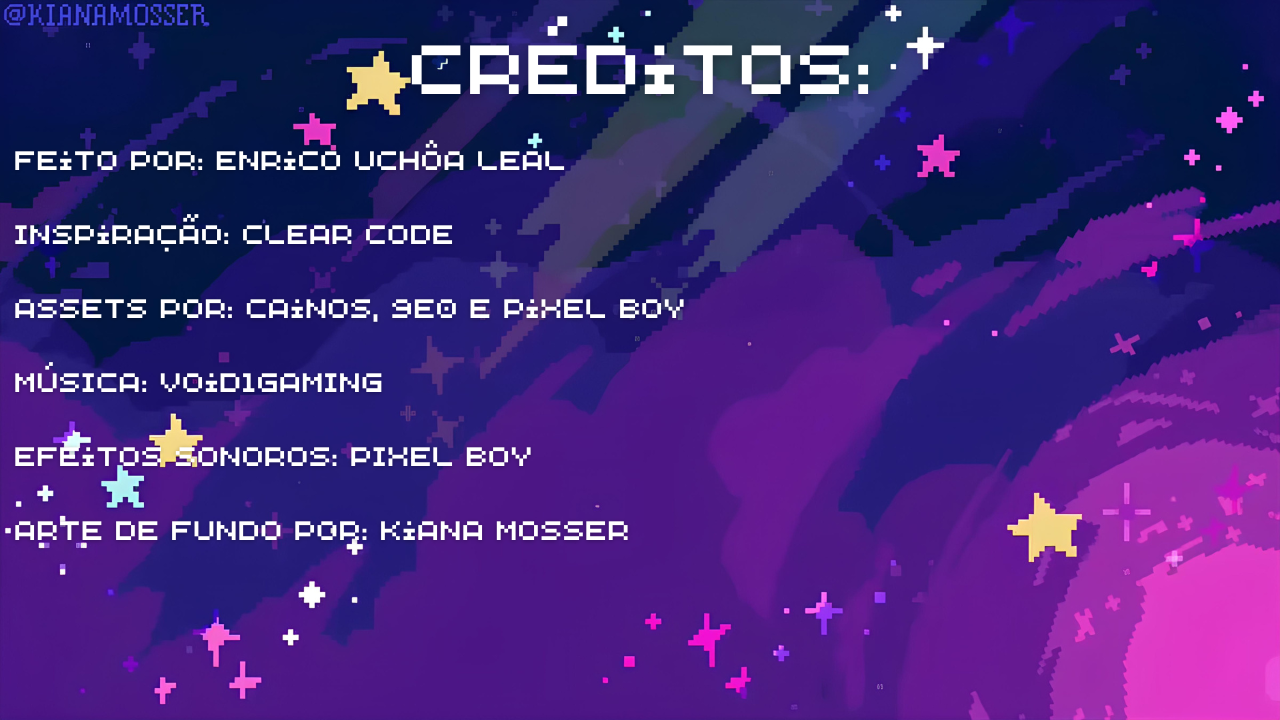 @KIANAMOSSER
CRÉDITOS:
FEITO POR: ENRICO UCHÔA LEAL
INSPIRAÇÃO: CLEAR CODE
ASSETS POR: CAINOS, 9E0 E PIXEL BOY
MÚSICA: VOID1GAMING
EFEITOS SONOROS: PIXEL BOY
ARTE DE FUNDO POR: KIANA MOSSER